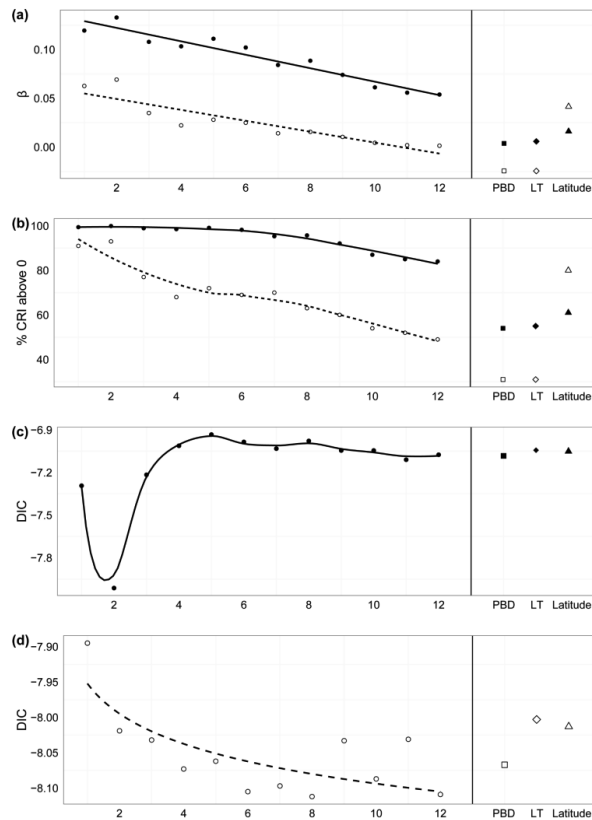 (a)
0.10
0.05
0.00
β
2 4 6 8 10 12 PBD LT Latitude
(b)
100
80
60
40
% CRI above 0
2 4 6 8 10 12 PBD LT Latitude
(c)
−6.9
−7.2
−7.5
−7.8
DIC
2 4 6 8 10 12 PBD LT Latitude
(d)
−7.90
−7.95
−8.00
−8.05
−8.10
DIC
2 4 6 8 10 12 PBD LT Latitude